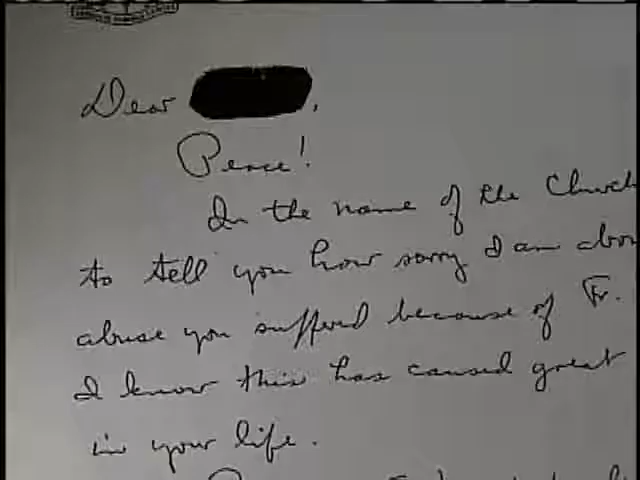 Dear
Peace!
In the name of the Church
to tell you how sorry I am abou
abuse you suffered because of Fr.
I know this has caused great
in your life.